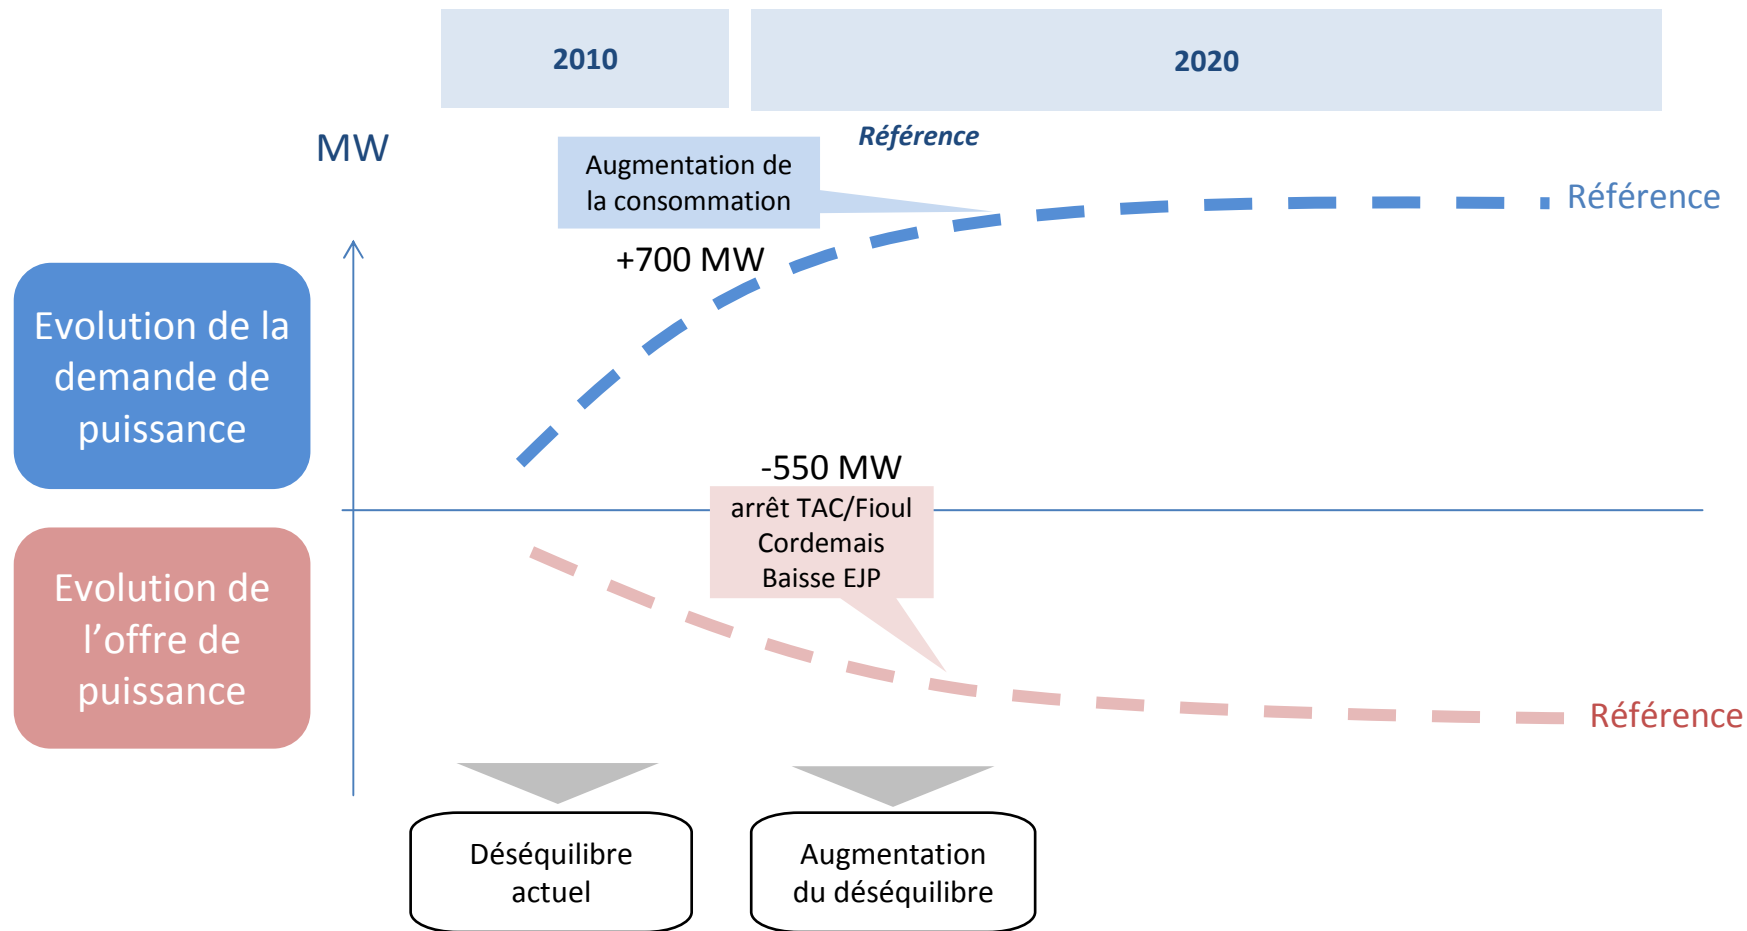 2010
2020
Référence
MW
Augmentation de
la consommation
Référence
+700 MW
Evolution de la
demande de
puissance
-550 MW
arrêt TAC/Fioul
Cordemais
Baisse EJP
Evolution de
l’offre de
puissance
Référence
Déséquilibre
actuel
Augmentation
du déséquilibre